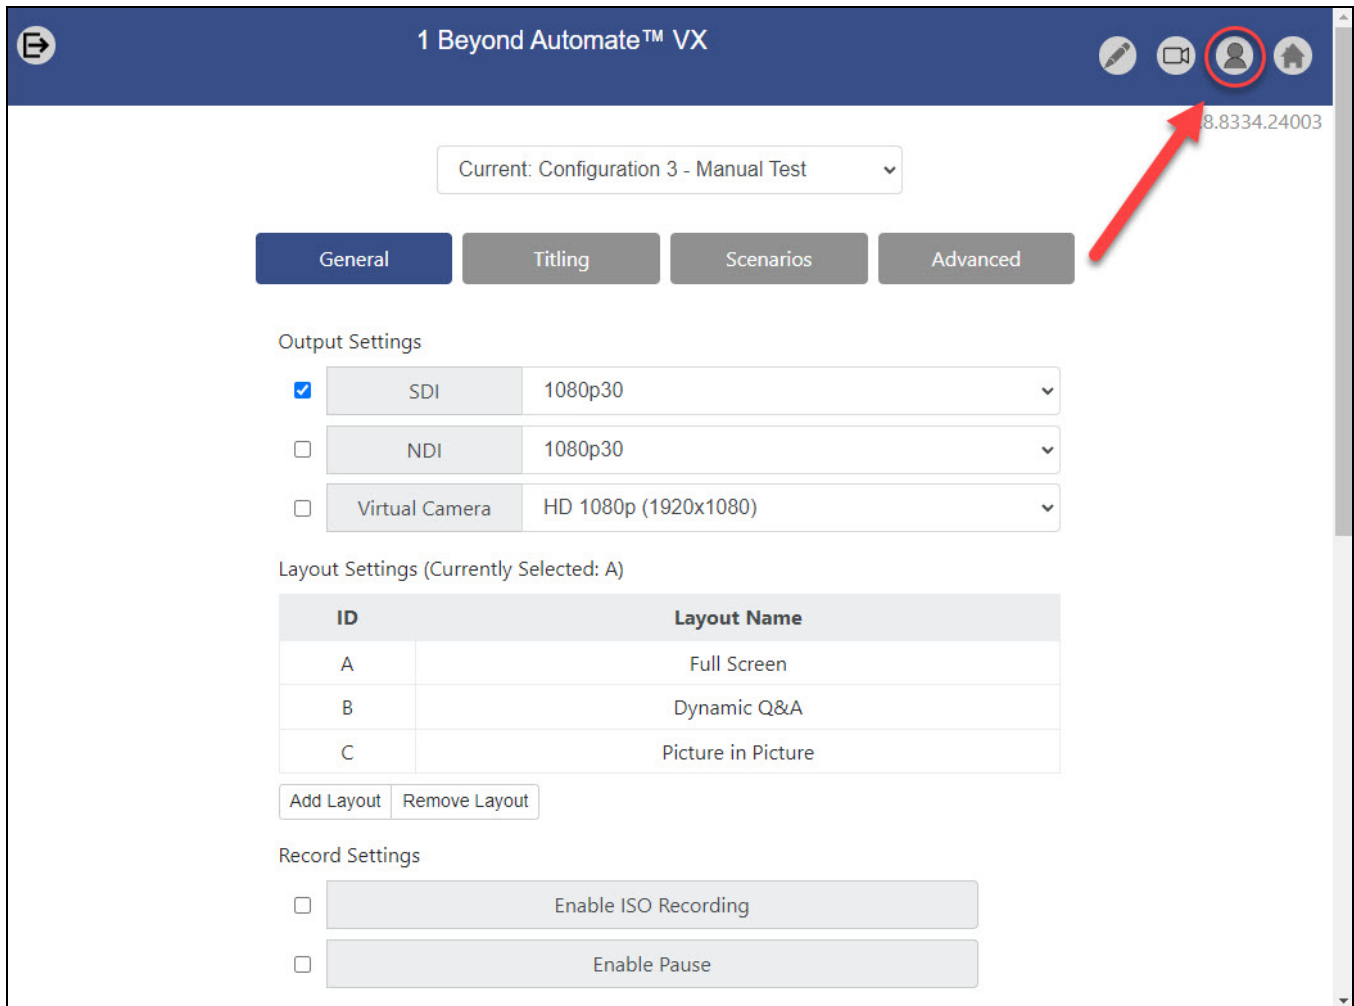 1 Beyond Automate™ VX
.8.8334.24003
Current: Configuration 3 - Manual Test
General Titling Scenarios Advanced
Output Settings
SDI 1080p30
NDI 1080p30
Virtual Camera HD 1080p (1920x1080)
Layout Settings (Currently Selected: A)
ID Layout Name
A Full Screen
B Dynamic Q&A
C Picture in Picture
Add Layout Remove Layout
Record Settings
Enable ISO Recording
Enable Pause